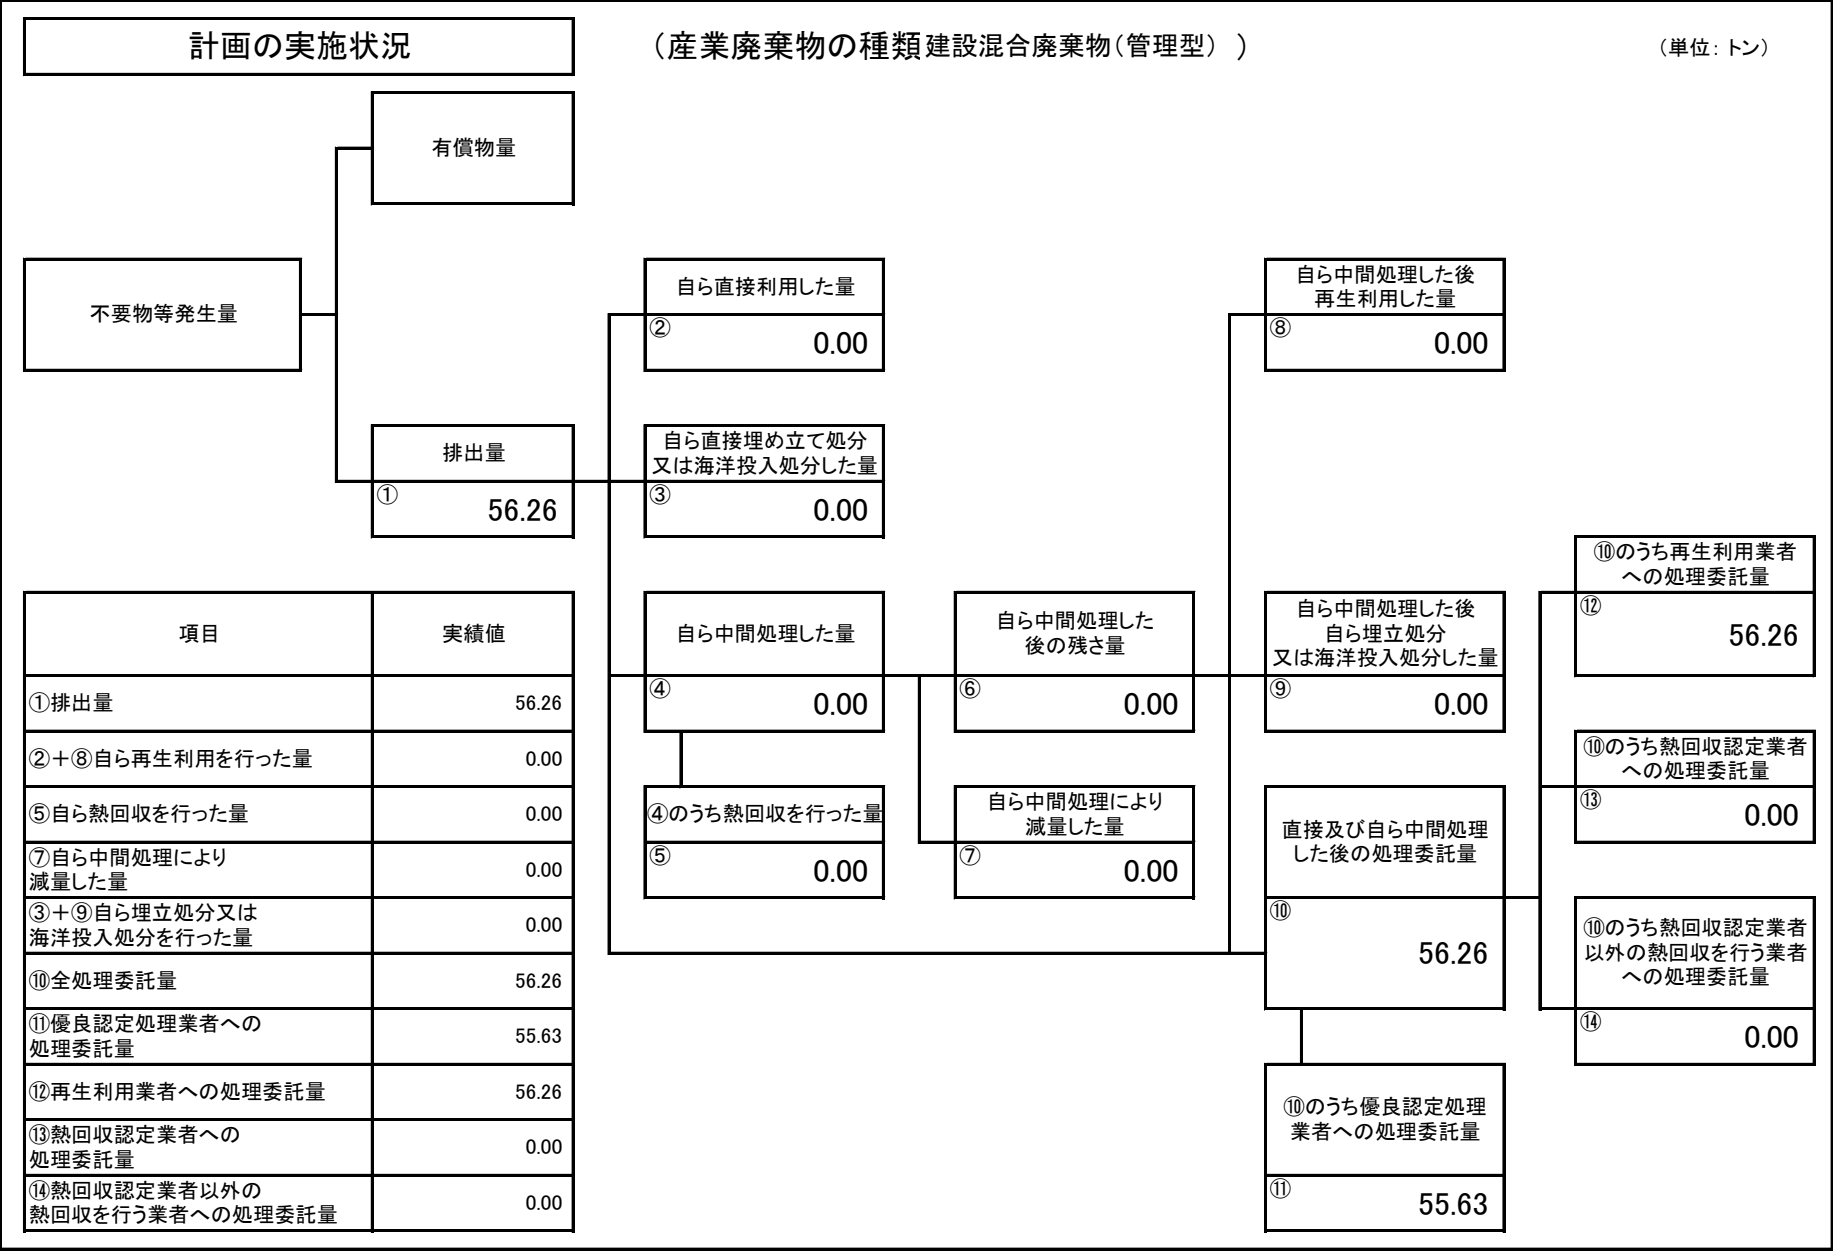 計画の実施状況
（産業廃棄物の種類 建設混合廃棄物（管理型） ）
（単位：トン）
有償物量
不要物等発生量
自ら直接利用した量
②
0.00
自ら中間処理した後
再生利用した量
⑧
0.00
排出量
①
56.26
自ら直接埋め立て処分
又は海洋投入処分した量
③
0.00
自ら中間処理した量
④
0.00
自ら中間処理した
後の残さ量
⑥
0.00
自ら中間処理した後
自ら埋立処分
又は海洋投入処分した量
⑨
0.00
⑩のうち再生利用業者
への処理委託量
⑫
56.26
④のうち熱回収を行った量
⑤
0.00
自ら中間処理により
減量した量
⑦
0.00
直接及び自ら中間処理
した後の処理委託量
⑩
56.26
⑩のうち熱回収認定業者
への処理委託量
⑬
0.00
⑩のうち熱回収認定業者
以外の熱回収を行う業者
への処理委託量
⑭
0.00
⑩のうち優良認定処理
業者への処理委託量
⑪
55.63
項目 実績値
①排出量 56.26
②＋⑧自ら再生利用を行った量 0.00
⑤自ら熱回収を行った量 0.00
⑦自ら中間処理により
減量した量 0.00
③＋⑨自ら埋立処分又は
海洋投入処分を行った量 0.00
⑩全処理委託量 56.26
⑪優良認定処理業者への
処理委託量 55.63
⑫再生利用業者への処理委託量 56.26
⑬熱回収認定業者への
処理委託量 0.00
⑭熱回収認定業者以外の
熱回収を行う業者への処理委託量 0.00